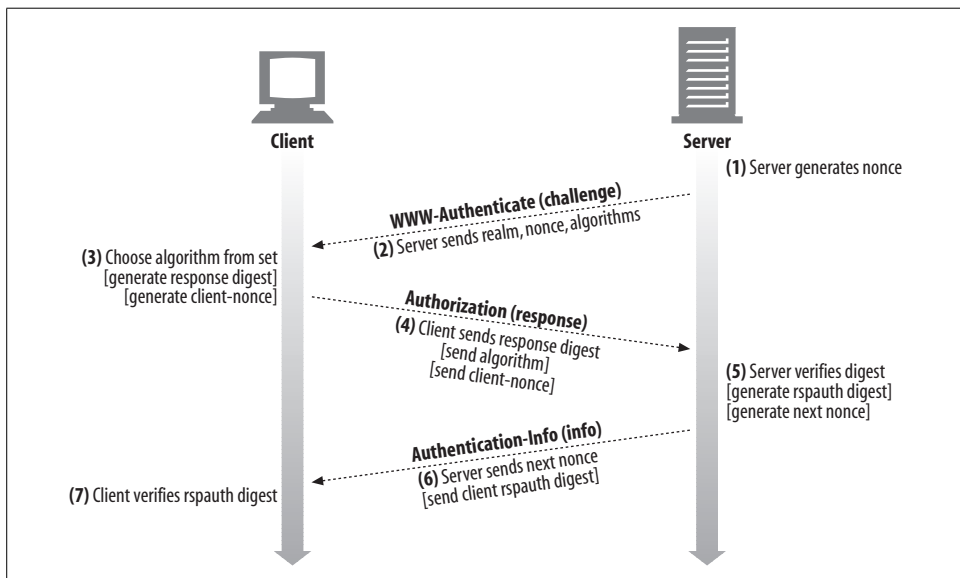 Client
Server
(1) Server generates nonce
WWW-Authenticate (challenge)
(2) Server sends realm, nonce, algorithms
(3) Choose algorithm from set
[generate response digest]
[generate client-nonce]
Authorization (response)
(4) Client sends response digest
[send algorithm]
[send client-nonce]
(5) Server verifies digest
[generate rspauth digest]
[generate next nonce]
Authentication-Info (info)
(6) Server sends next nonce
[send client rspauth digest]
(7) Client verifies rspauth digest